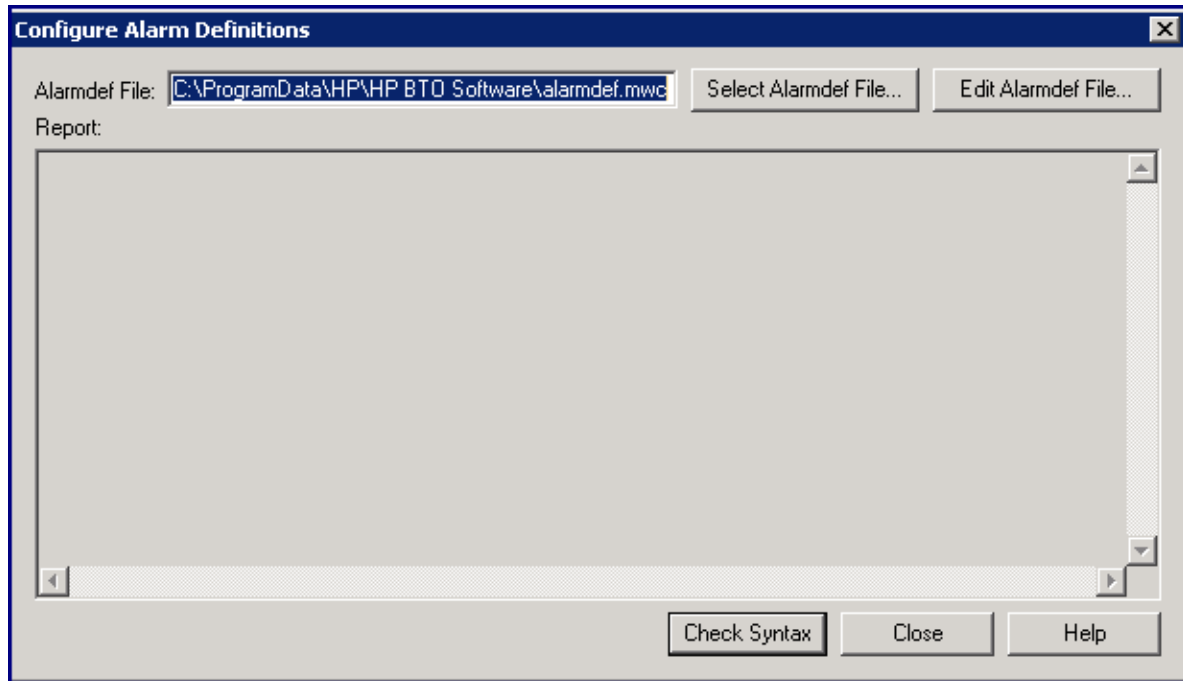 Configure Alarm Definitions
Alarmdef File: C:\ProgramData\HP\HP BTO Software\alarmdef.mwc Select Alarmdef File... Edit Alarmdef File...
Report:
Check Syntax Close Help